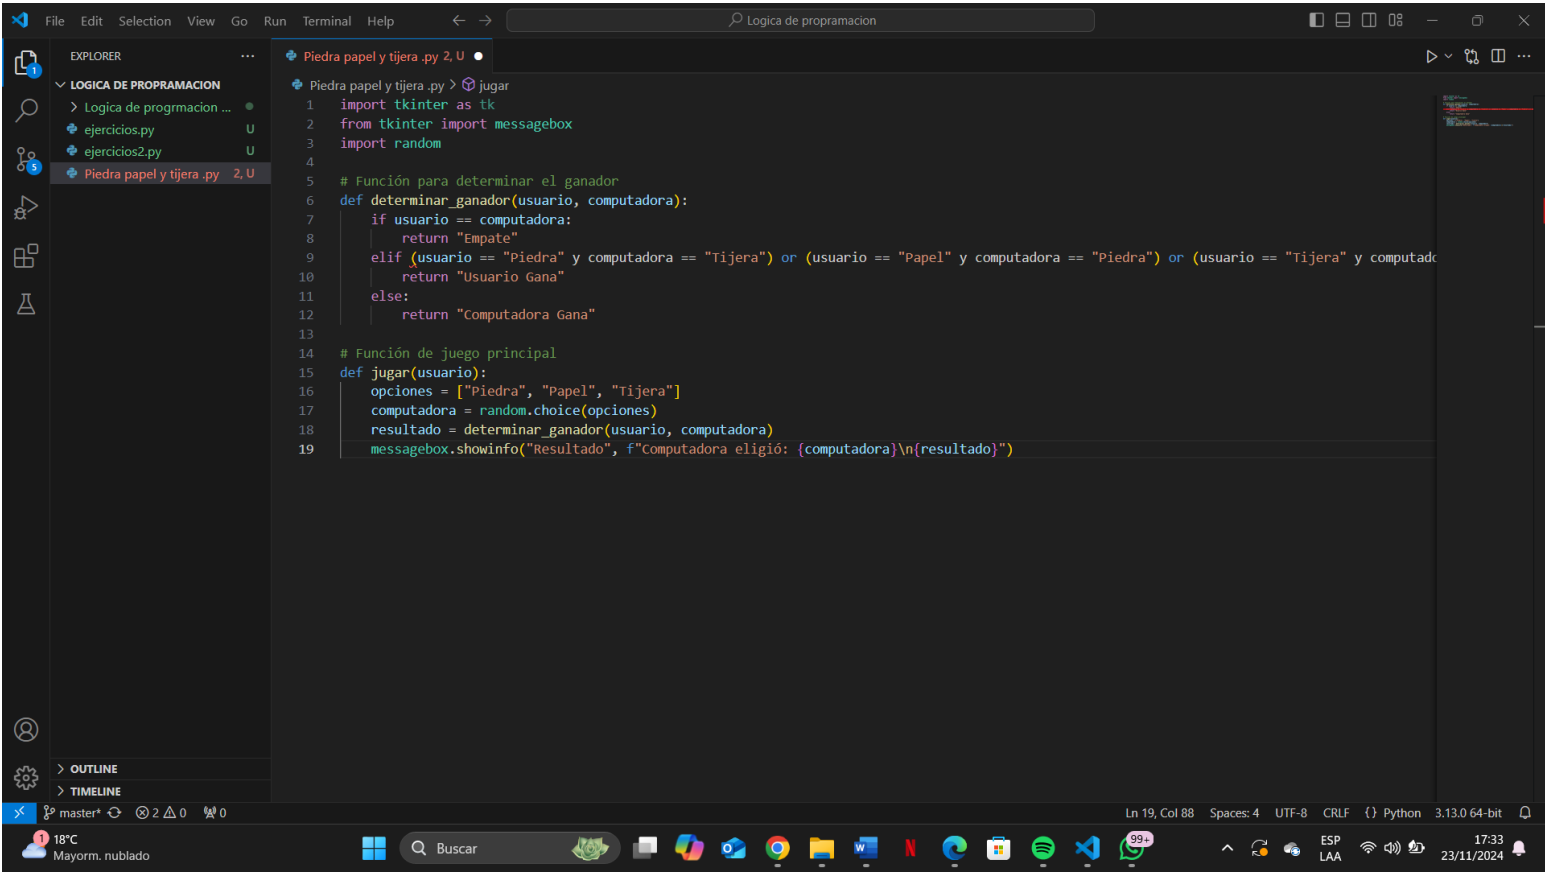 File Edit Selection View Go Run Terminal Help
Logica de propramacion
EXPLORER
Piedra papel y tijera .py 2, U
LOGICA DE PROPRAMACION
Logica de progrmacion ...
ejercicios.py U
ejercicios2.py U
Piedra papel y tijera .py 2, U
1
5
Piedra papel y tijera .py > jugar
1 import tkinter as tk
2 from tkinter import messagebox
3 import random
4
5 # Función para determinar el ganador
6 def determinar_ganador(usuario, computadora):
7 if usuario == computadora:
8 return "Empate"
9 elif (usuario == "Piedra" y computadora == "Tijera") or (usuario == "Papel" y computadora == "Piedra") or (usuario == "Tijera" y computado
10 return "Usuario Gana"
11 else:
12 return "Computadora Gana"
13
14 # Función de juego principal
15 def jugar(usuario):
16 opciones = ["Piedra", "Papel", "Tijera"]
17 computadora = random.choice(opciones)
18 resultado = determinar_ganador(usuario, computadora)
19 messagebox.showinfo("Resultado", f"Computadora eligió: {computadora}\n{resultado}")
OUTLINE
TIMELINE
master* 2 0 0
Ln 19, Col 88 Spaces: 4 UTF-8 CRLF {} Python 3.13.0 64-bit
1
18°C
Mayorm. nublado
Buscar
W
N
99+
ESP
LAA
17:33
23/11/2024